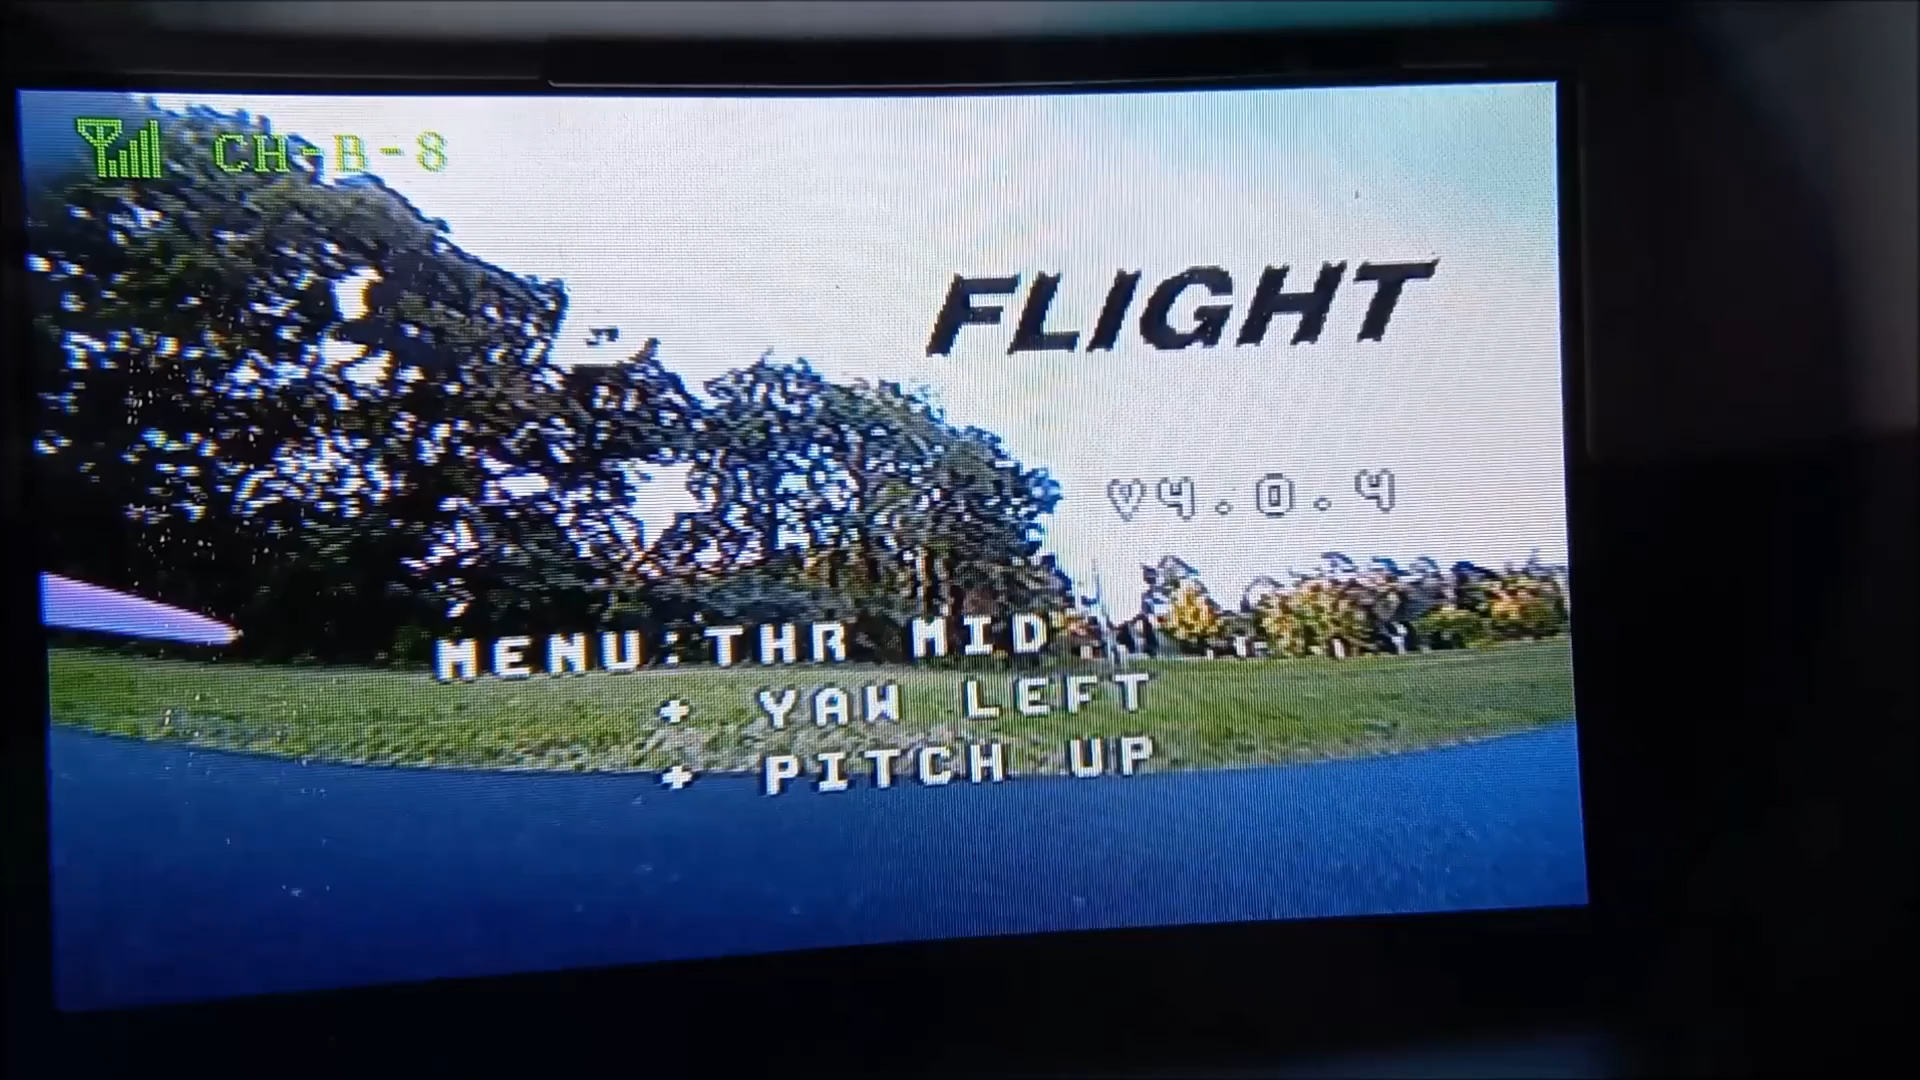 CH-B-8
FLIGHT
V4.0.4
MENU:THR MID
+ YAW LEFT
+ PITCH UP